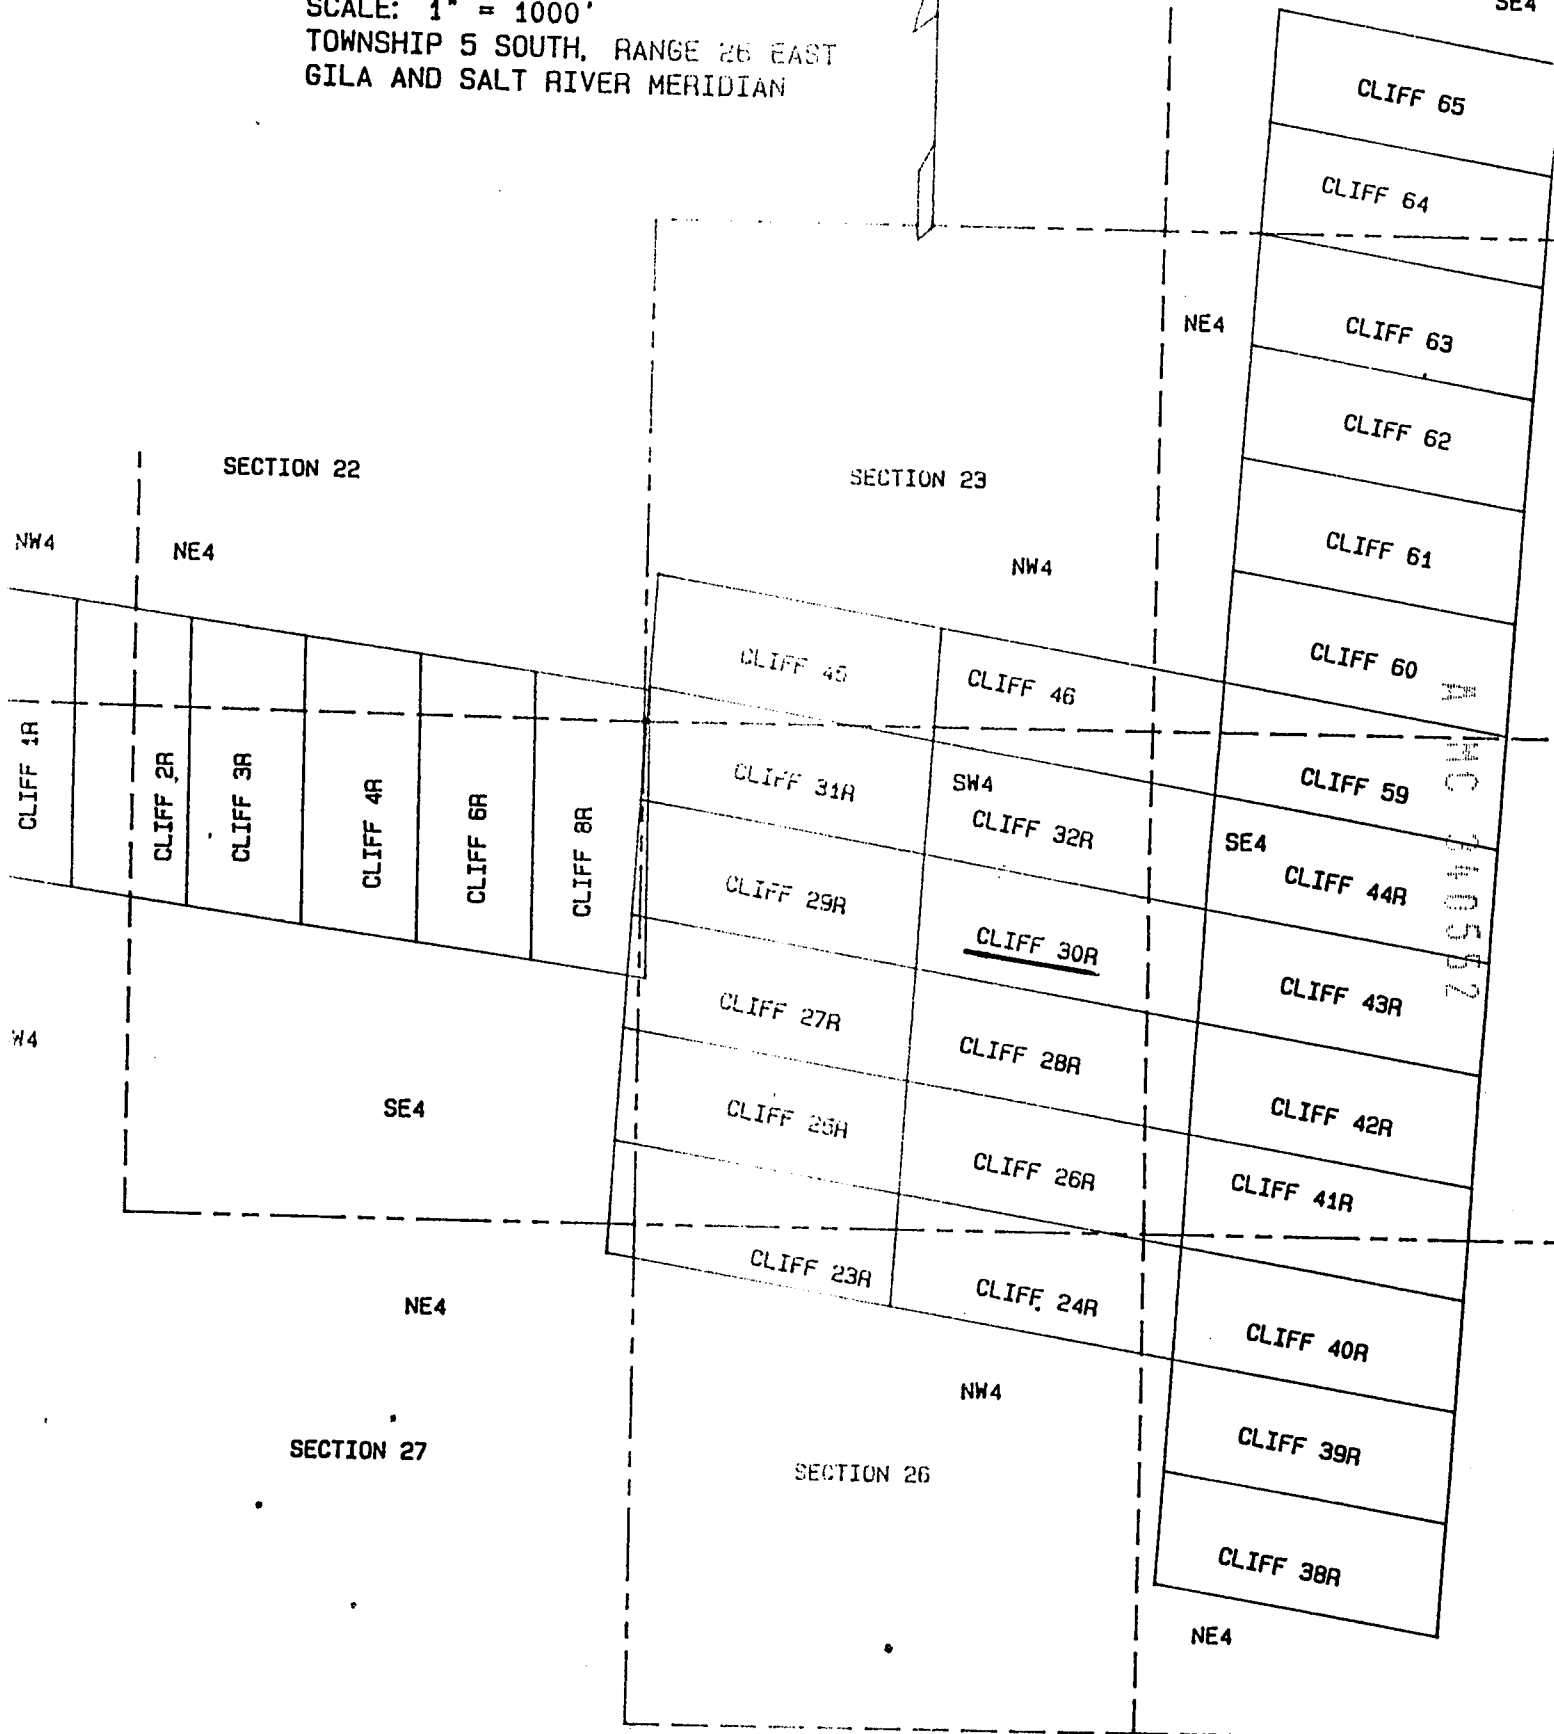 SCALE: 1" = 1000'
TOWNSHIP 5 SOUTH, RANGE 26 EAST
GILA AND SALT RIVER MERIDIAN
SE4
CLIFF 65
CLIFF 64
NE4
CLIFF 63
CLIFF 62
SECTION 22
SECTION 23
NW4
NE4
NW4
CLIFF 61
CLIFF 60
CLIFF 45
CLIFF 46
CLIFF 1R
CLIFF 2R
CLIFF 3R
CLIFF 4R
CLIFF 6R
CLIFF 8R
CLIFF 31R
SW4
CLIFF 32R
CLIFF 59
SE4
CLIFF 44R
CLIFF 29R
CLIFF 30R
CLIFF 43R
A MC 340552
W4
CLIFF 27R
CLIFF 28R
SE4
CLIFF 25R
CLIFF 26R
CLIFF 42R
CLIFF 41R
NE4
CLIFF 23R
CLIFF 24R
CLIFF 40R
NW4
SECTION 27
SECTION 26
CLIFF 39R
CLIFF 38R
NE4